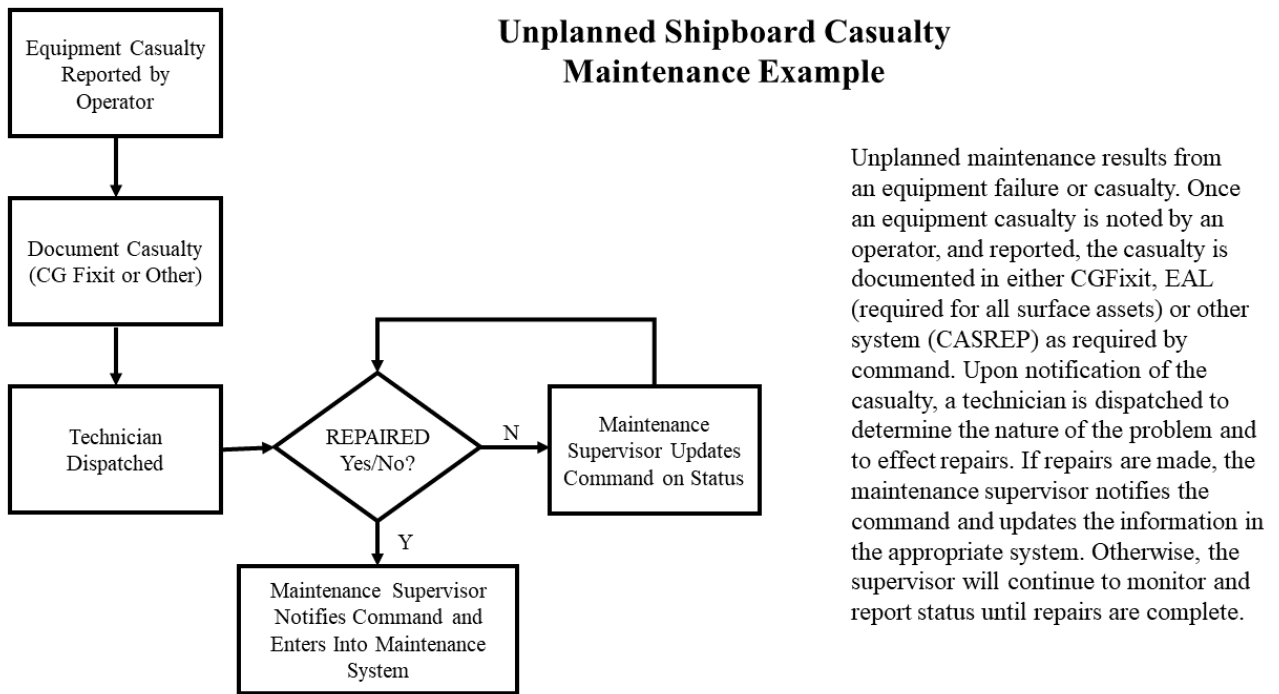 Unplanned Shipboard Casualty
Maintenance Example
Equipment Casualty
Reported by
Operator
Document Casualty
(CG Fixit or Other)
Technician
Dispatched
REPAIRED
Yes/No?
N
Maintenance
Supervisor Updates
Command on Status
Y
Maintenance Supervisor
Notifies Command and
Enters Into Maintenance
System
Unplanned maintenance results from
an equipment failure or casualty. Once
an equipment casualty is noted by an
operator, and reported, the casualty is
documented in either CGFixit, EAL
(required for all surface assets) or other
system (CASREP) as required by
command. Upon notification of the
casualty, a technician is dispatched to
determine the nature of the problem and
to effect repairs. If repairs are made, the
maintenance supervisor notifies the
command and updates the information in
the appropriate system. Otherwise, the
supervisor will continue to monitor and
report status until repairs are complete.